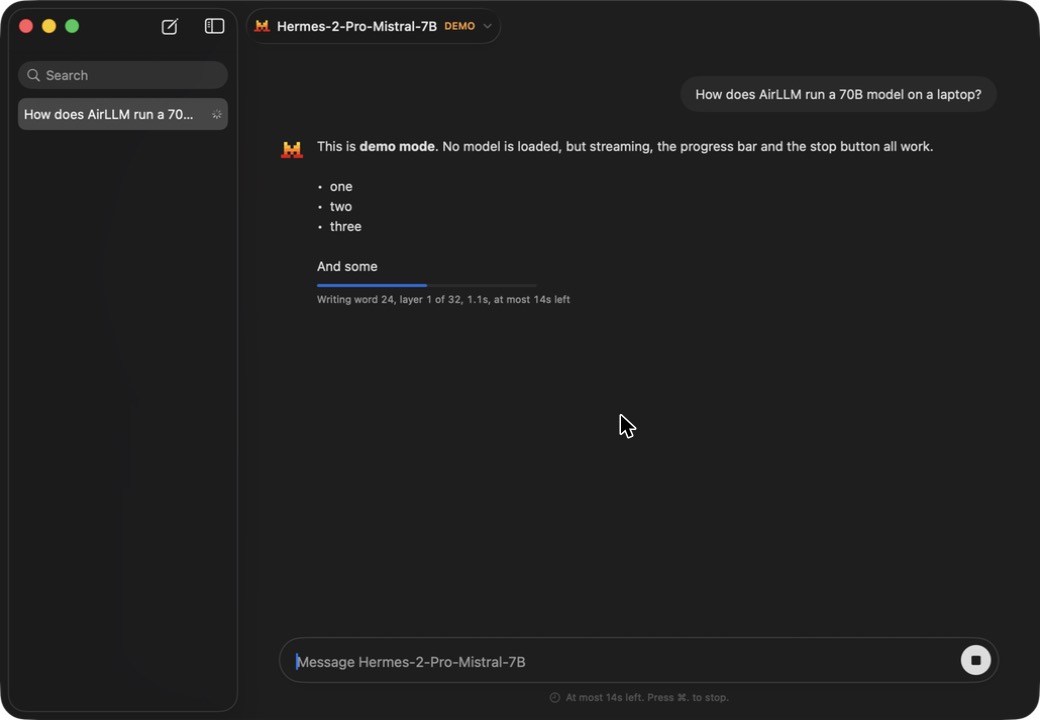 Hermes-2-Pro-Mistral-7B DEMO
Search
How does AirLLM run a 70...
How does AirLLM run a 70B model on a laptop?
This is demo mode. No model is loaded, but streaming, the progress bar and the stop button all work.
• one
• two
• three
And some
Writing word 24, layer 1 of 32, 1.1s, at most 14s left
Message Hermes-2-Pro-Mistral-7B
At most 14s left. Press ⌘. to stop.